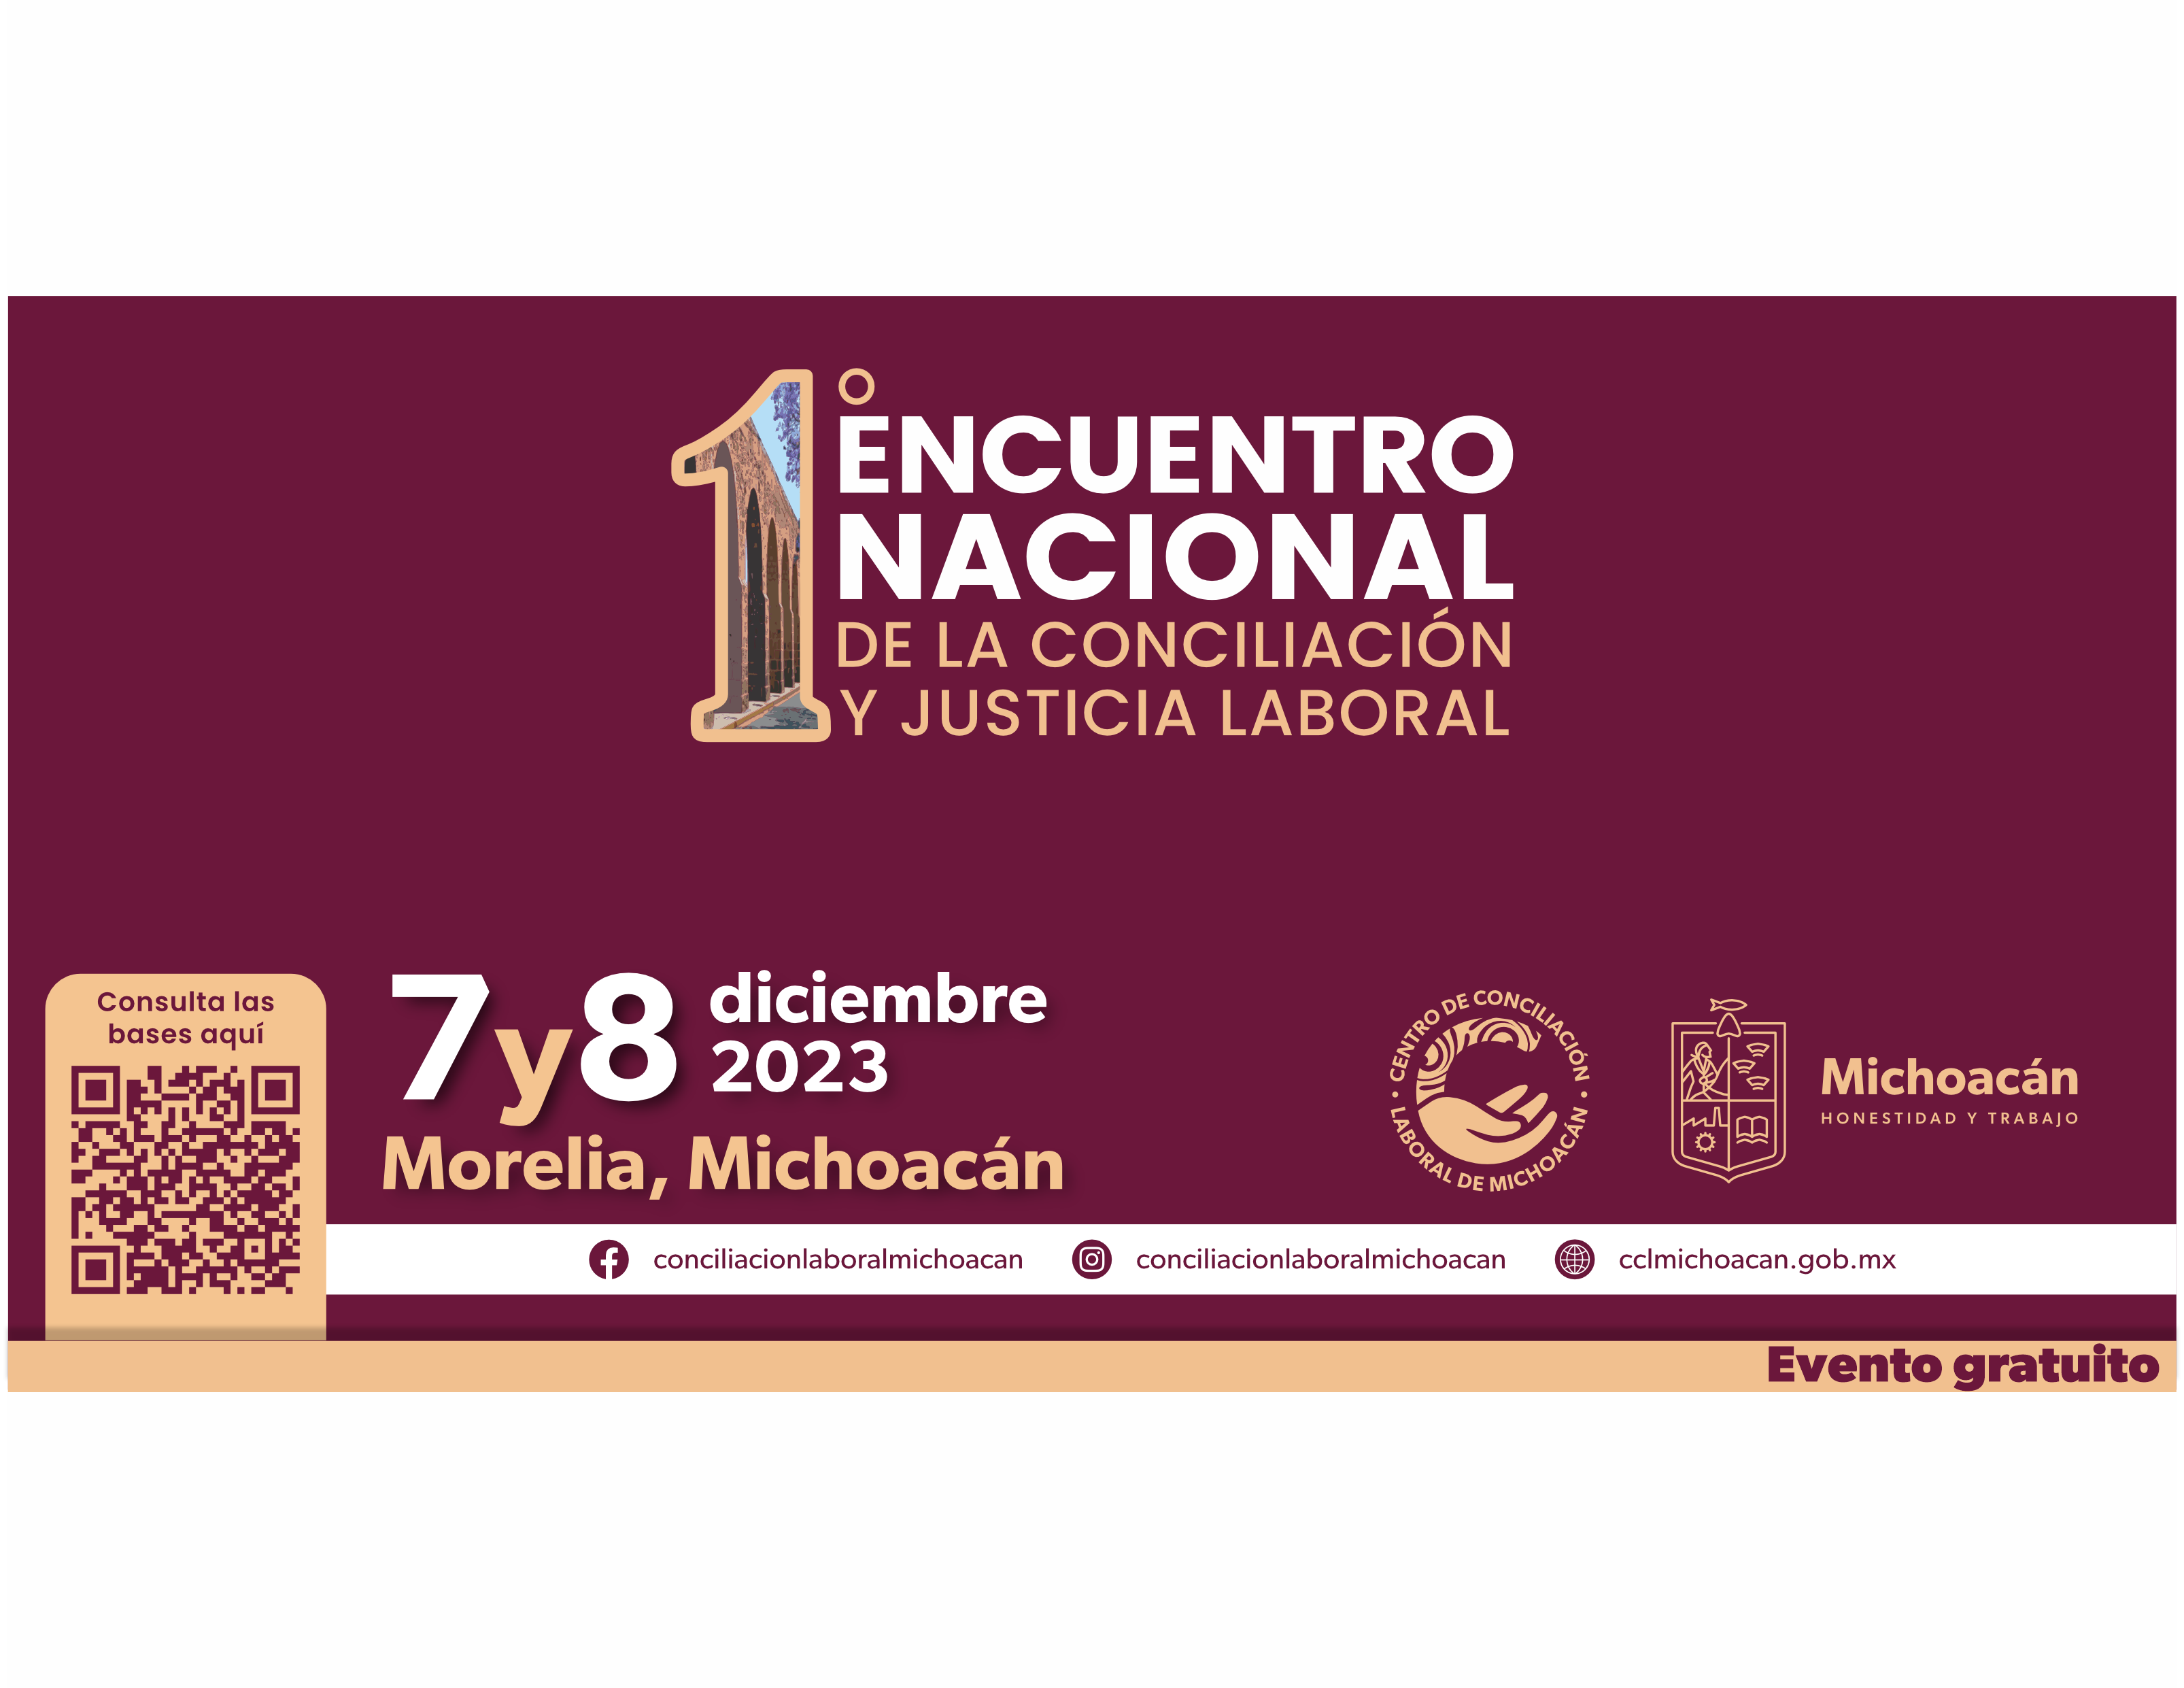 1°
ENCUENTRO
NACIONAL
DE LA CONCILIACIÓN
Y JUSTICIA LABORAL
Consulta las
bases aquí
7y8 diciembre
2023
Morelia, Michoacán
CENTRO DE CONCILIACIÓN
LABORAL DE MICHOACÁN
Michoacán
HONESTIDAD Y TRABAJO
conciliacionlaboralmichoacan
conciliacionlaboralmichoacan
cclmichoacan.gob.mx
Evento gratuito